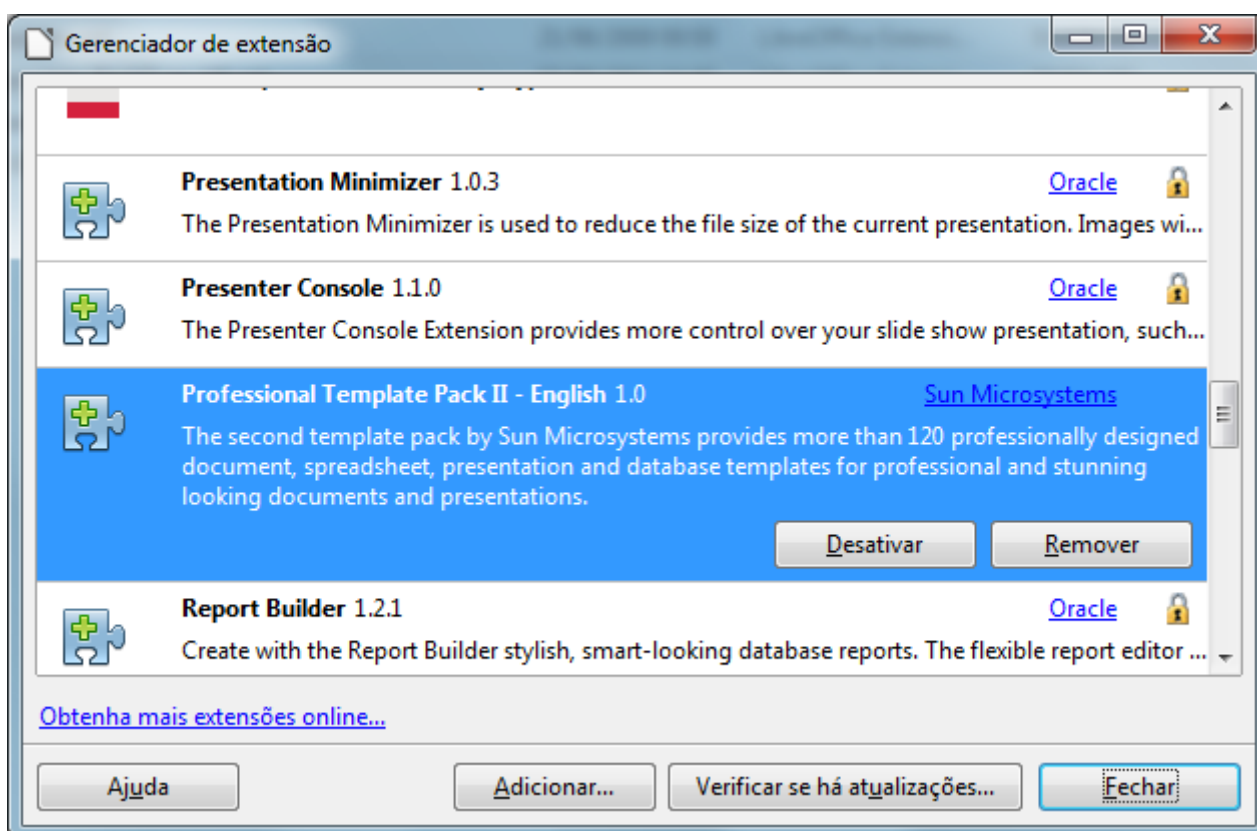 Gerenciador de extensão
Presentation Minimizer 1.0.3 Oracle
The Presentation Minimizer is used to reduce the file size of the current presentation. Images wi...
Presenter Console 1.1.0 Oracle
The Presenter Console Extension provides more control over your slide show presentation, such...
Professional Template Pack II - English 1.0 Sun Microsystems
The second template pack by Sun Microsystems provides more than 120 professionally designed
document, spreadsheet, presentation and database templates for professional and stunning
looking documents and presentations.
Desativar Remover
Report Builder 1.2.1 Oracle
Create with the Report Builder stylish, smart-looking database reports. The flexible report editor ...
Obtenha mais extensões online...
Ajuda Adicionar... Verificar se há atualizações... Fechar